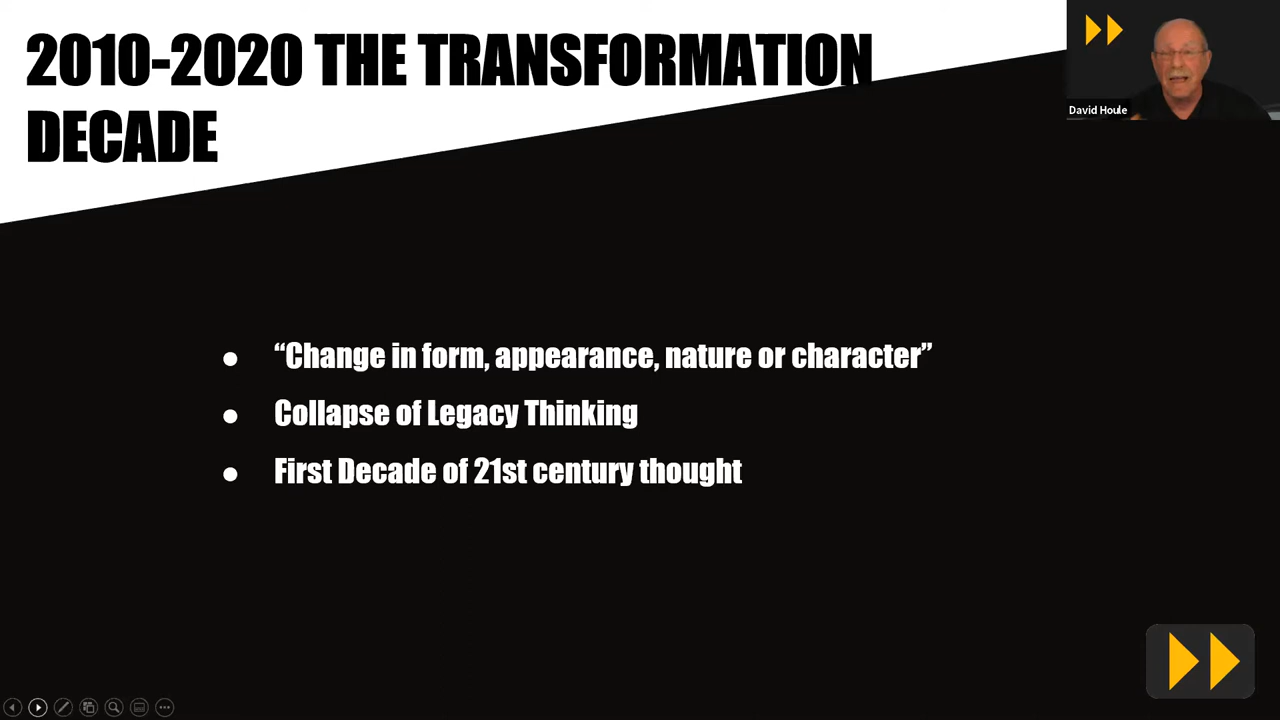 2010-2020 THE TRANSFORMATION
DECADE
David Houle
● “Change in form, appearance, nature or character”
● Collapse of Legacy Thinking
● First Decade of 21st century thought